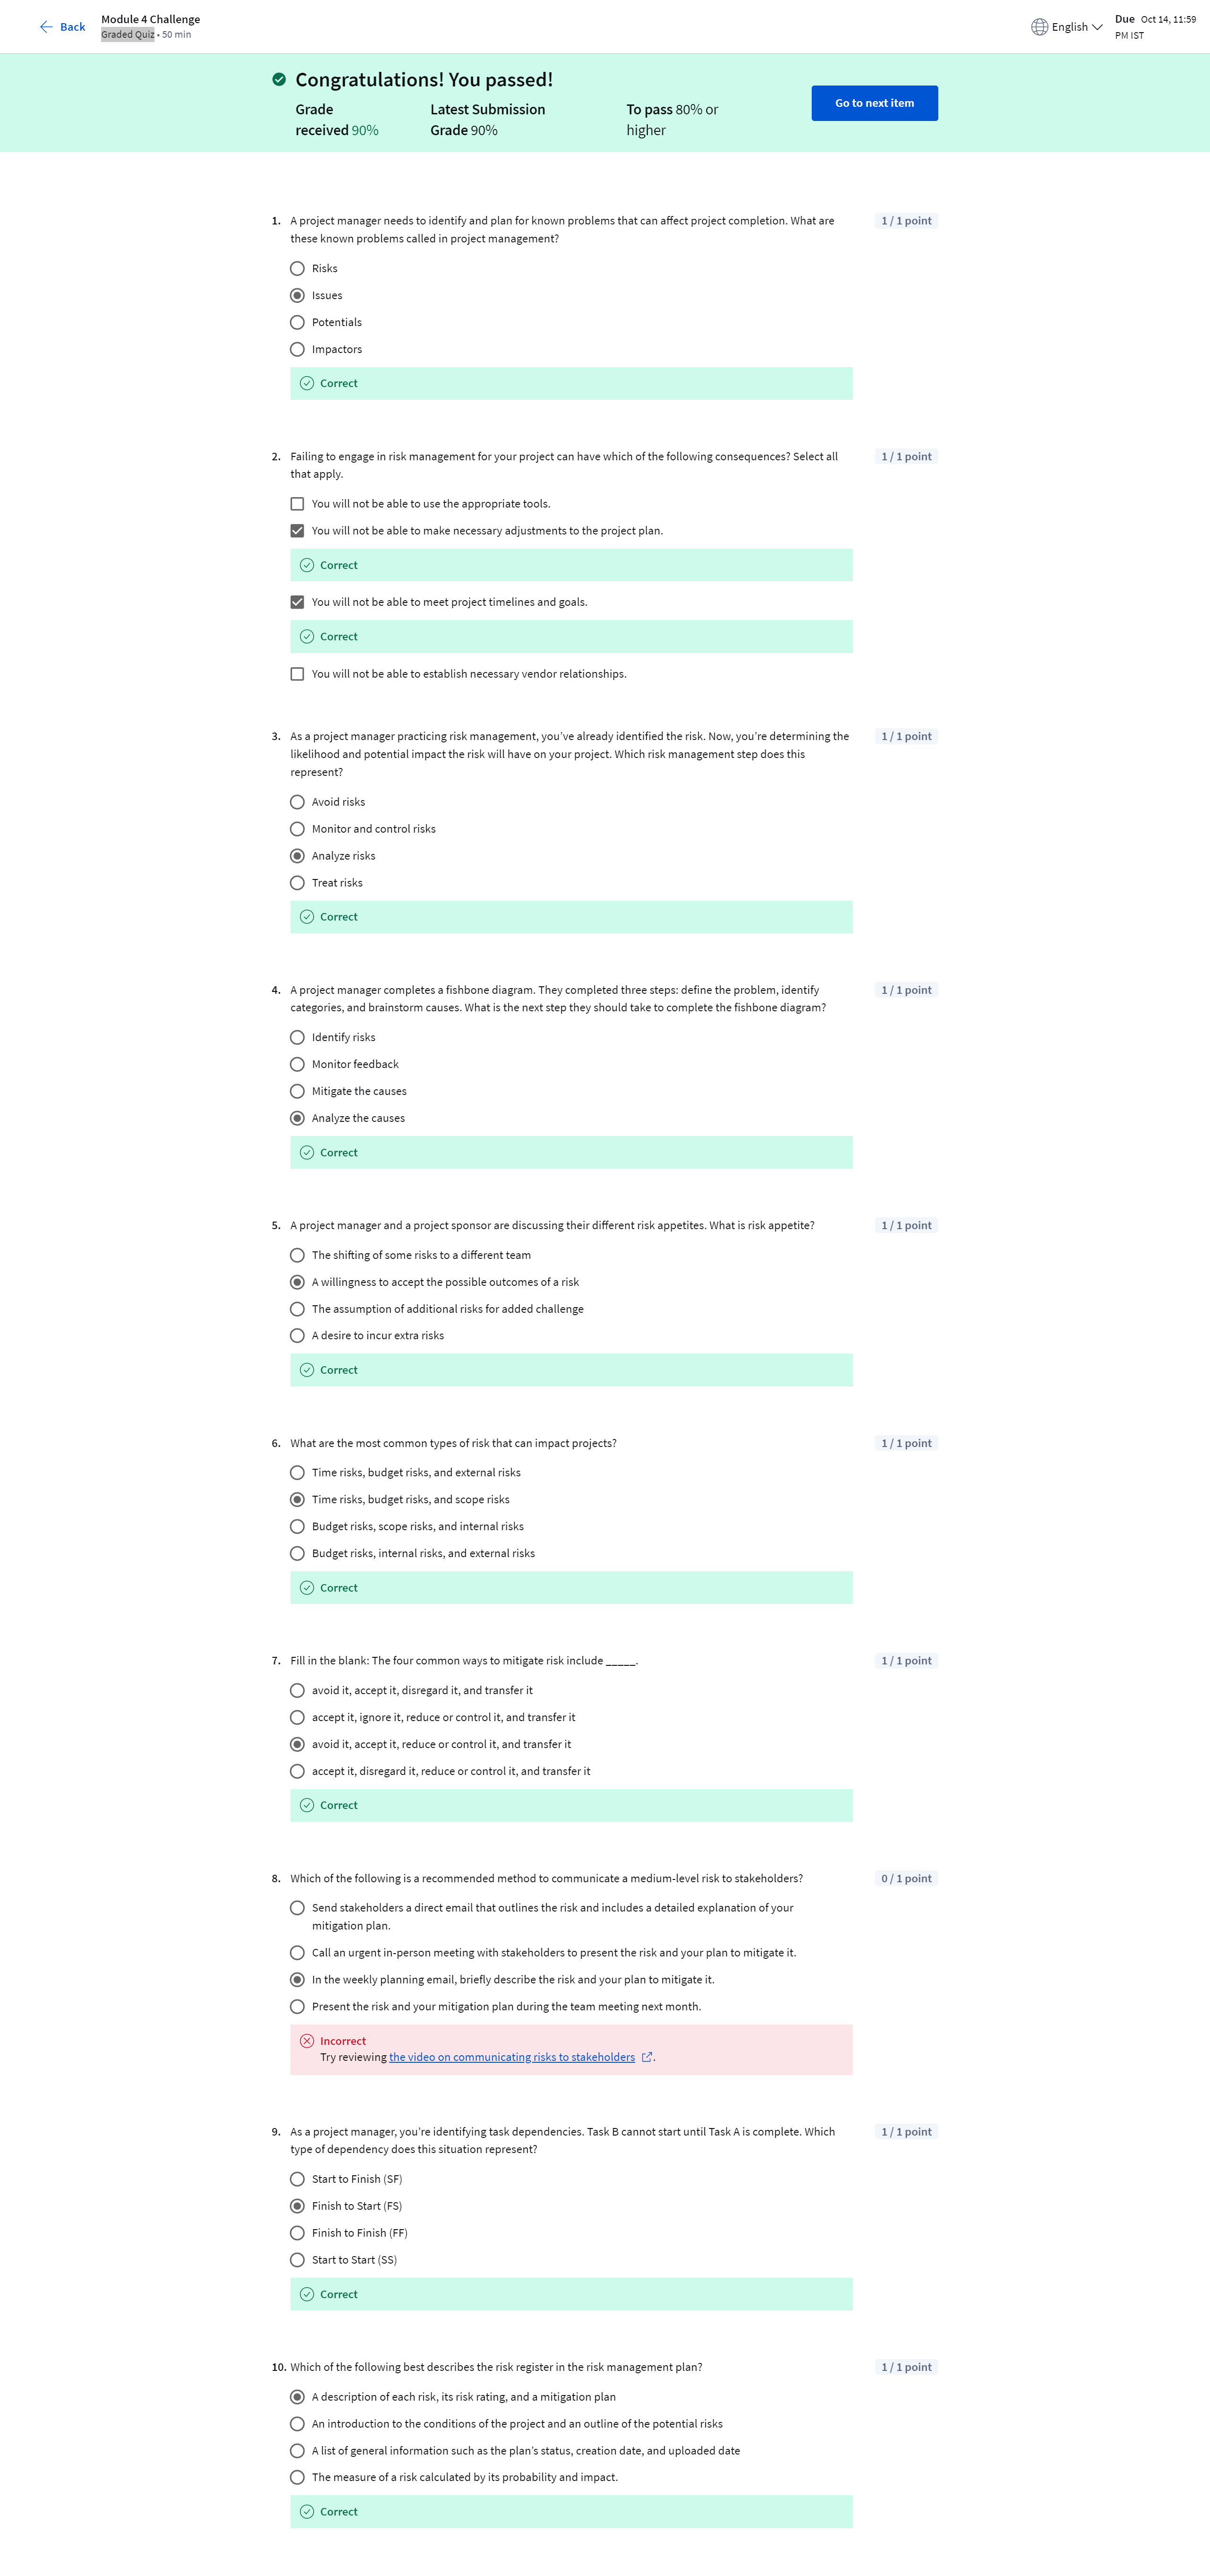 Back
Module 4 Challenge
Graded Quiz • 50 min
English
Due Oct 14, 11:59
PM IST
Congratulations! You passed!
Grade
received 90%
Latest Submission
Grade 90%
To pass 80% or
higher
Go to next item
1. A project manager needs to identify and plan for known problems that can affect project completion. What are
these known problems called in project management?
1 / 1 point
Risks
Issues
Potentials
Impactors
Correct
2. Failing to engage in risk management for your project can have which of the following consequences? Select all
that apply.
1 / 1 point
You will not be able to use the appropriate tools.
You will not be able to make necessary adjustments to the project plan.
Correct
You will not be able to meet project timelines and goals.
Correct
You will not be able to establish necessary vendor relationships.
3. As a project manager practicing risk management, you’ve already identified the risk. Now, you’re determining the
likelihood and potential impact the risk will have on your project. Which risk management step does this
represent?
1 / 1 point
Avoid risks
Monitor and control risks
Analyze risks
Treat risks
Correct
4. A project manager completes a fishbone diagram. They completed three steps: define the problem, identify
categories, and brainstorm causes. What is the next step they should take to complete the fishbone diagram?
1 / 1 point
Identify risks
Monitor feedback
Mitigate the causes
Analyze the causes
Correct
5. A project manager and a project sponsor are discussing their different risk appetites. What is risk appetite?
1 / 1 point
The shifting of some risks to a different team
A willingness to accept the possible outcomes of a risk
The assumption of additional risks for added challenge
A desire to incur extra risks
Correct
6. What are the most common types of risk that can impact projects?
1 / 1 point
Time risks, budget risks, and external risks
Time risks, budget risks, and scope risks
Budget risks, scope risks, and internal risks
Budget risks, internal risks, and external risks
Correct
7. Fill in the blank: The four common ways to mitigate risk include _____.
1 / 1 point
avoid it, accept it, disregard it, and transfer it
accept it, ignore it, reduce or control it, and transfer it
avoid it, accept it, reduce or control it, and transfer it
accept it, disregard it, reduce or control it, and transfer it
Correct
8. Which of the following is a recommended method to communicate a medium-level risk to stakeholders?
0 / 1 point
Send stakeholders a direct email that outlines the risk and includes a detailed explanation of your
mitigation plan.
Call an urgent in-person meeting with stakeholders to present the risk and your plan to mitigate it.
In the weekly planning email, briefly describe the risk and your plan to mitigate it.
Present the risk and your mitigation plan during the team meeting next month.
Incorrect
Try reviewing the video on communicating risks to stakeholders.
9. As a project manager, you’re identifying task dependencies. Task B cannot start until Task A is complete. Which
type of dependency does this situation represent?
1 / 1 point
Start to Finish (SF)
Finish to Start (FS)
Finish to Finish (FF)
Start to Start (SS)
Correct
10. Which of the following best describes the risk register in the risk management plan?
1 / 1 point
A description of each risk, its risk rating, and a mitigation plan
An introduction to the conditions of the project and an outline of the potential risks
A list of general information such as the plan’s status, creation date, and uploaded date
The measure of a risk calculated by its probability and impact.
Correct